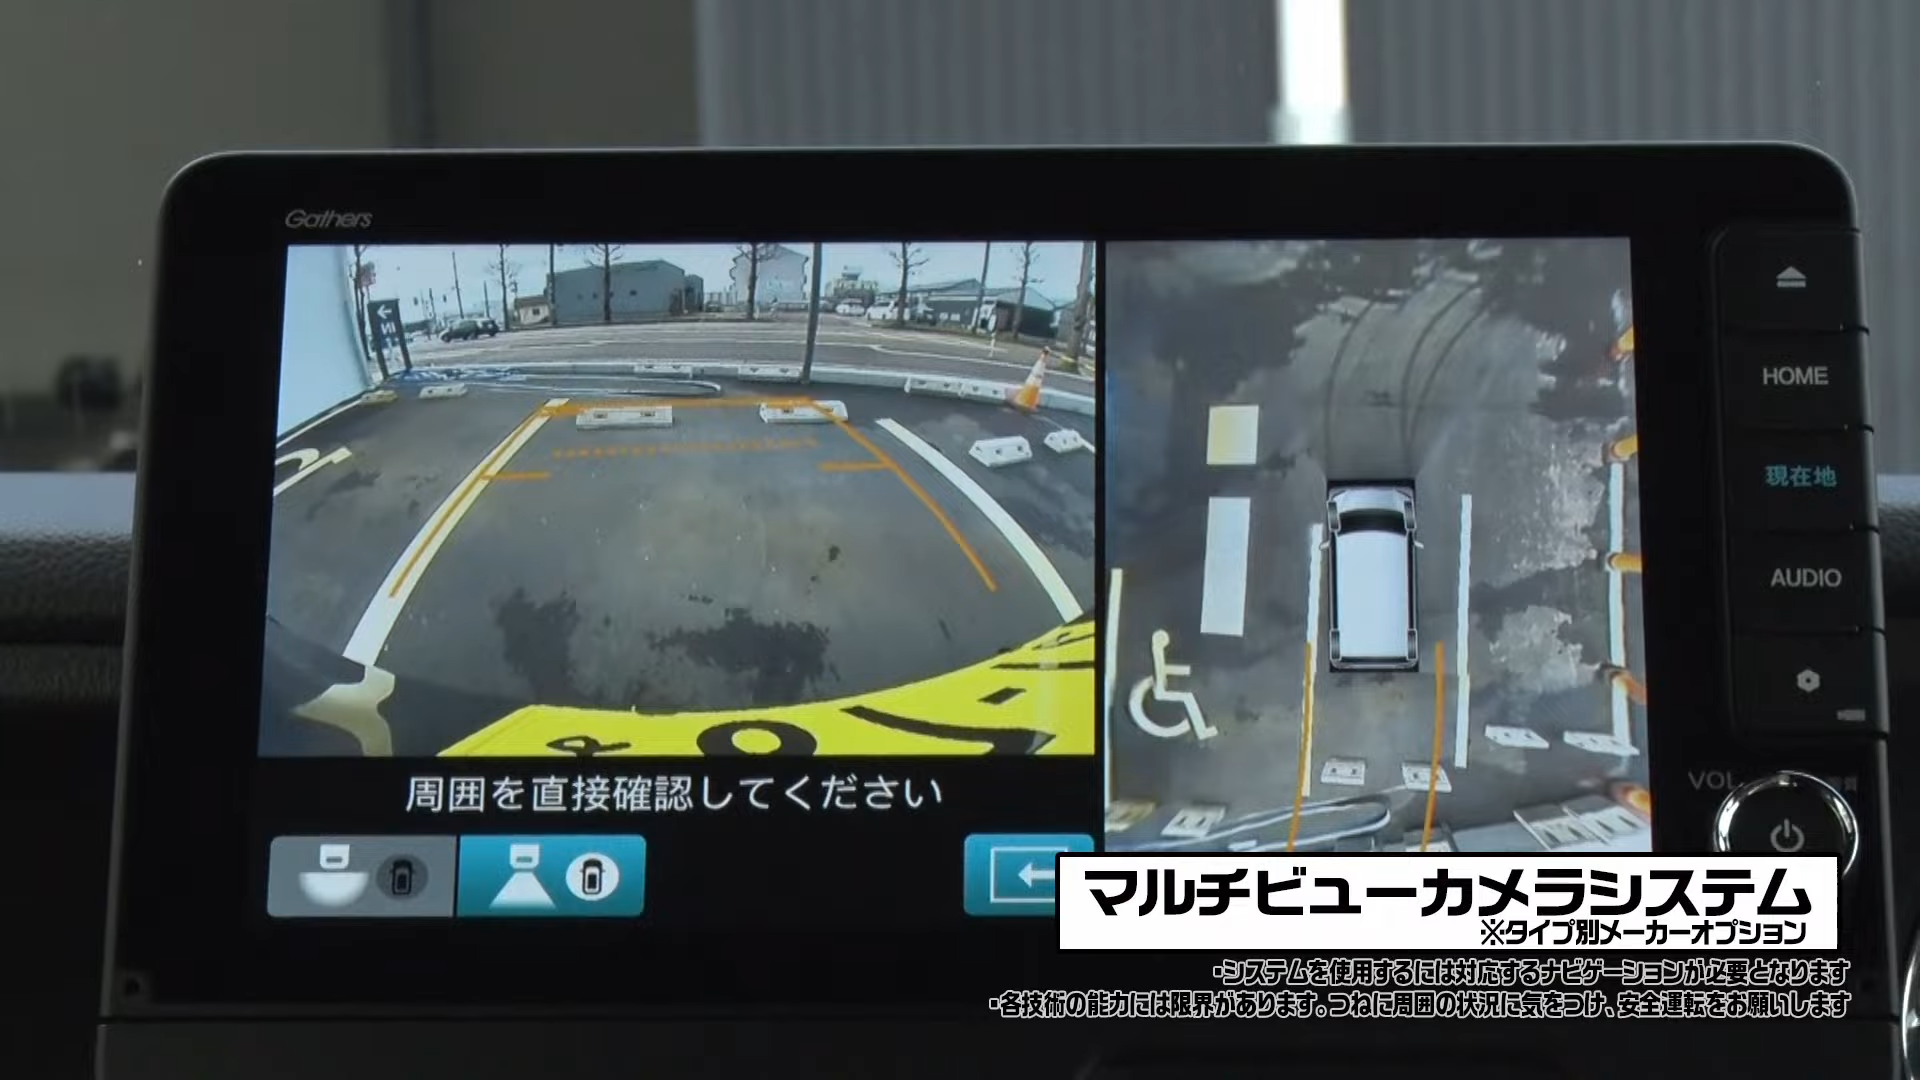 Gathers
IN
HOME
現在地
AUDIO
VOL
周囲を直接確認してください
マルチビューカメラシステム
※タイプ別メーカーオプション
・システムを使用するには対応するナビゲーションが必要となります
・各技術の能力には限界があります。つねに周囲の状況に気をつけ、安全運転をお願いします